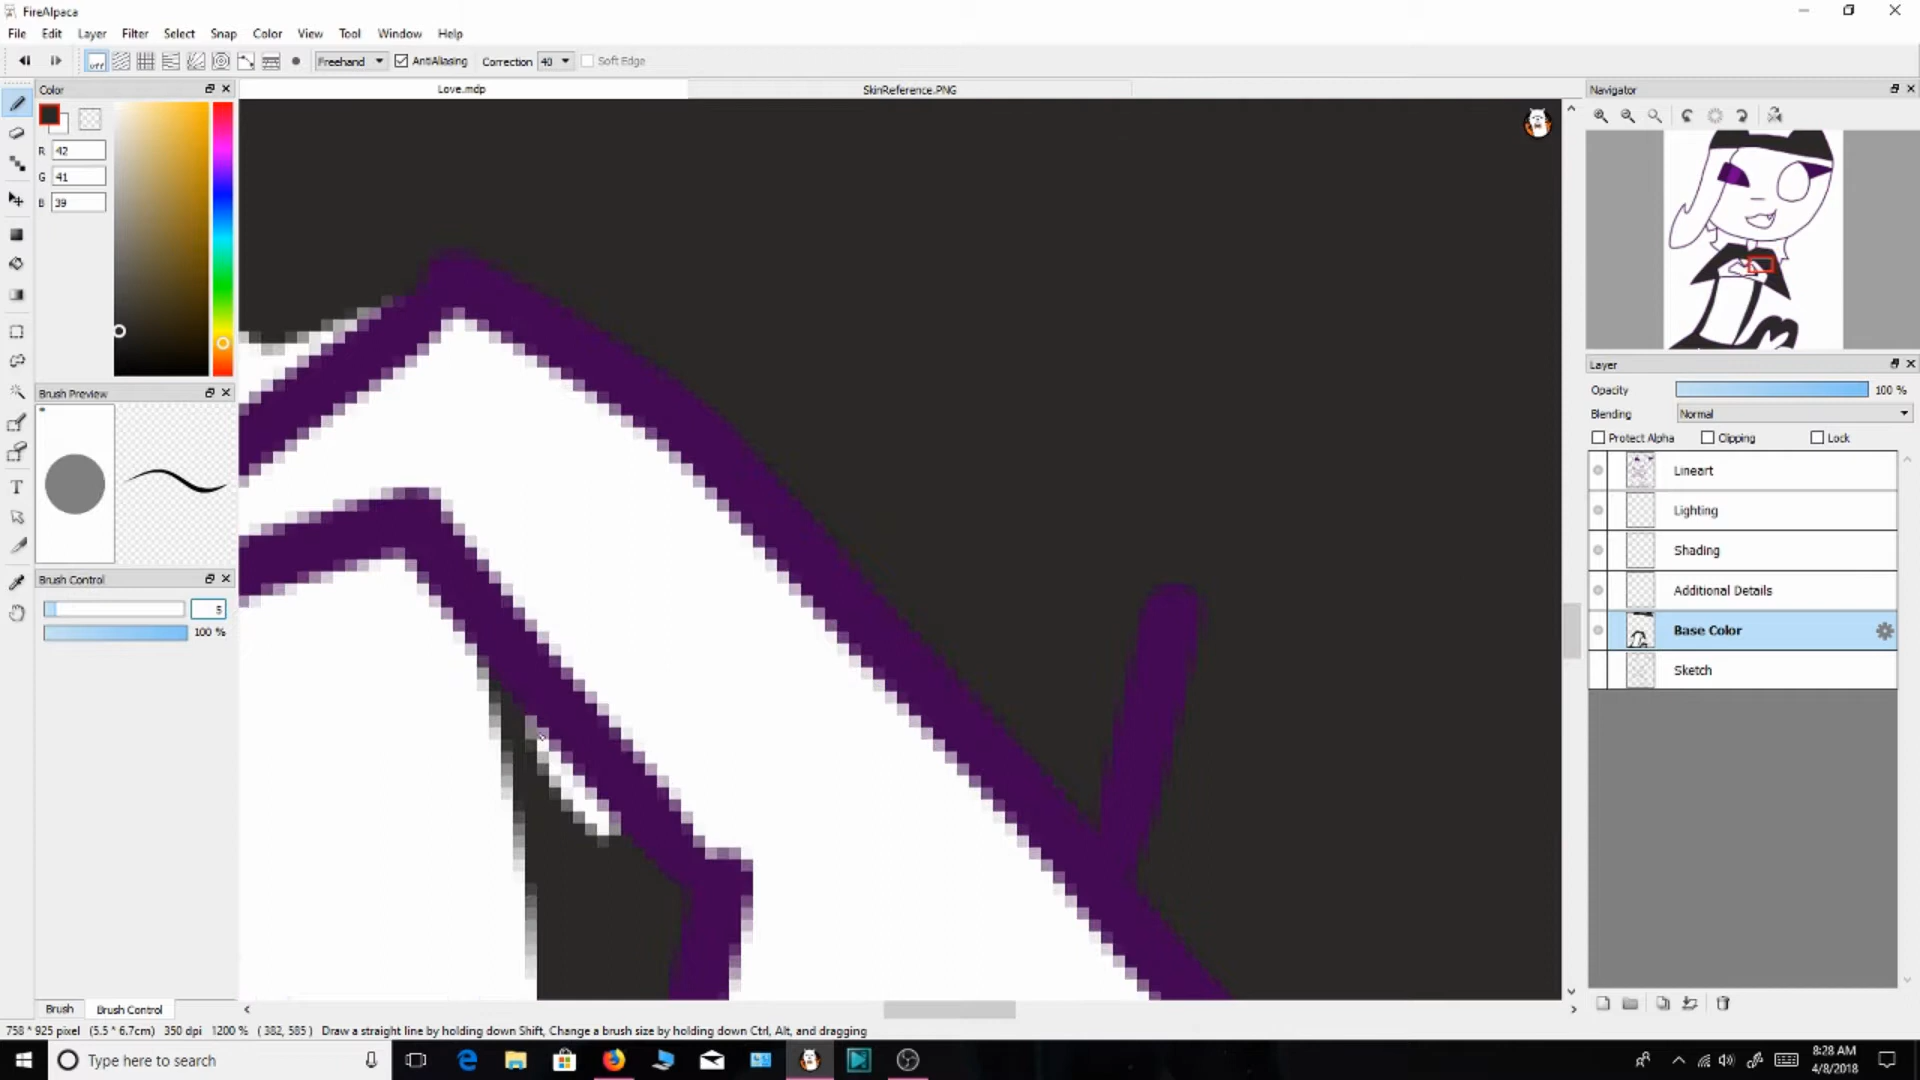 FireAlpaca
File Edit Layer Filter Select Snap Color View Tool Window Help
off Freehand AntiAliasing Correction 40 Soft Edge
Color Love.mdp SkinReference.PNG Navigator
R 42
G 41
B 39
Layer
Opacity 100 %
Brush Preview
Blending Normal
Protect Alpha Clipping Lock
Lineart
T
Lighting
Shading
Brush Control
Additional Details
5
100 %
Base Color
Sketch
Brush Brush Control
758 * 925 pixel (5.5 * 6.7cm) 350 dpi 1200 % ( 382, 585 ) Draw a straight line by holding down Shift, Change a brush size by holding down Ctrl, Alt, and dragging
Type here to search
8:28 AM
4/8/2018